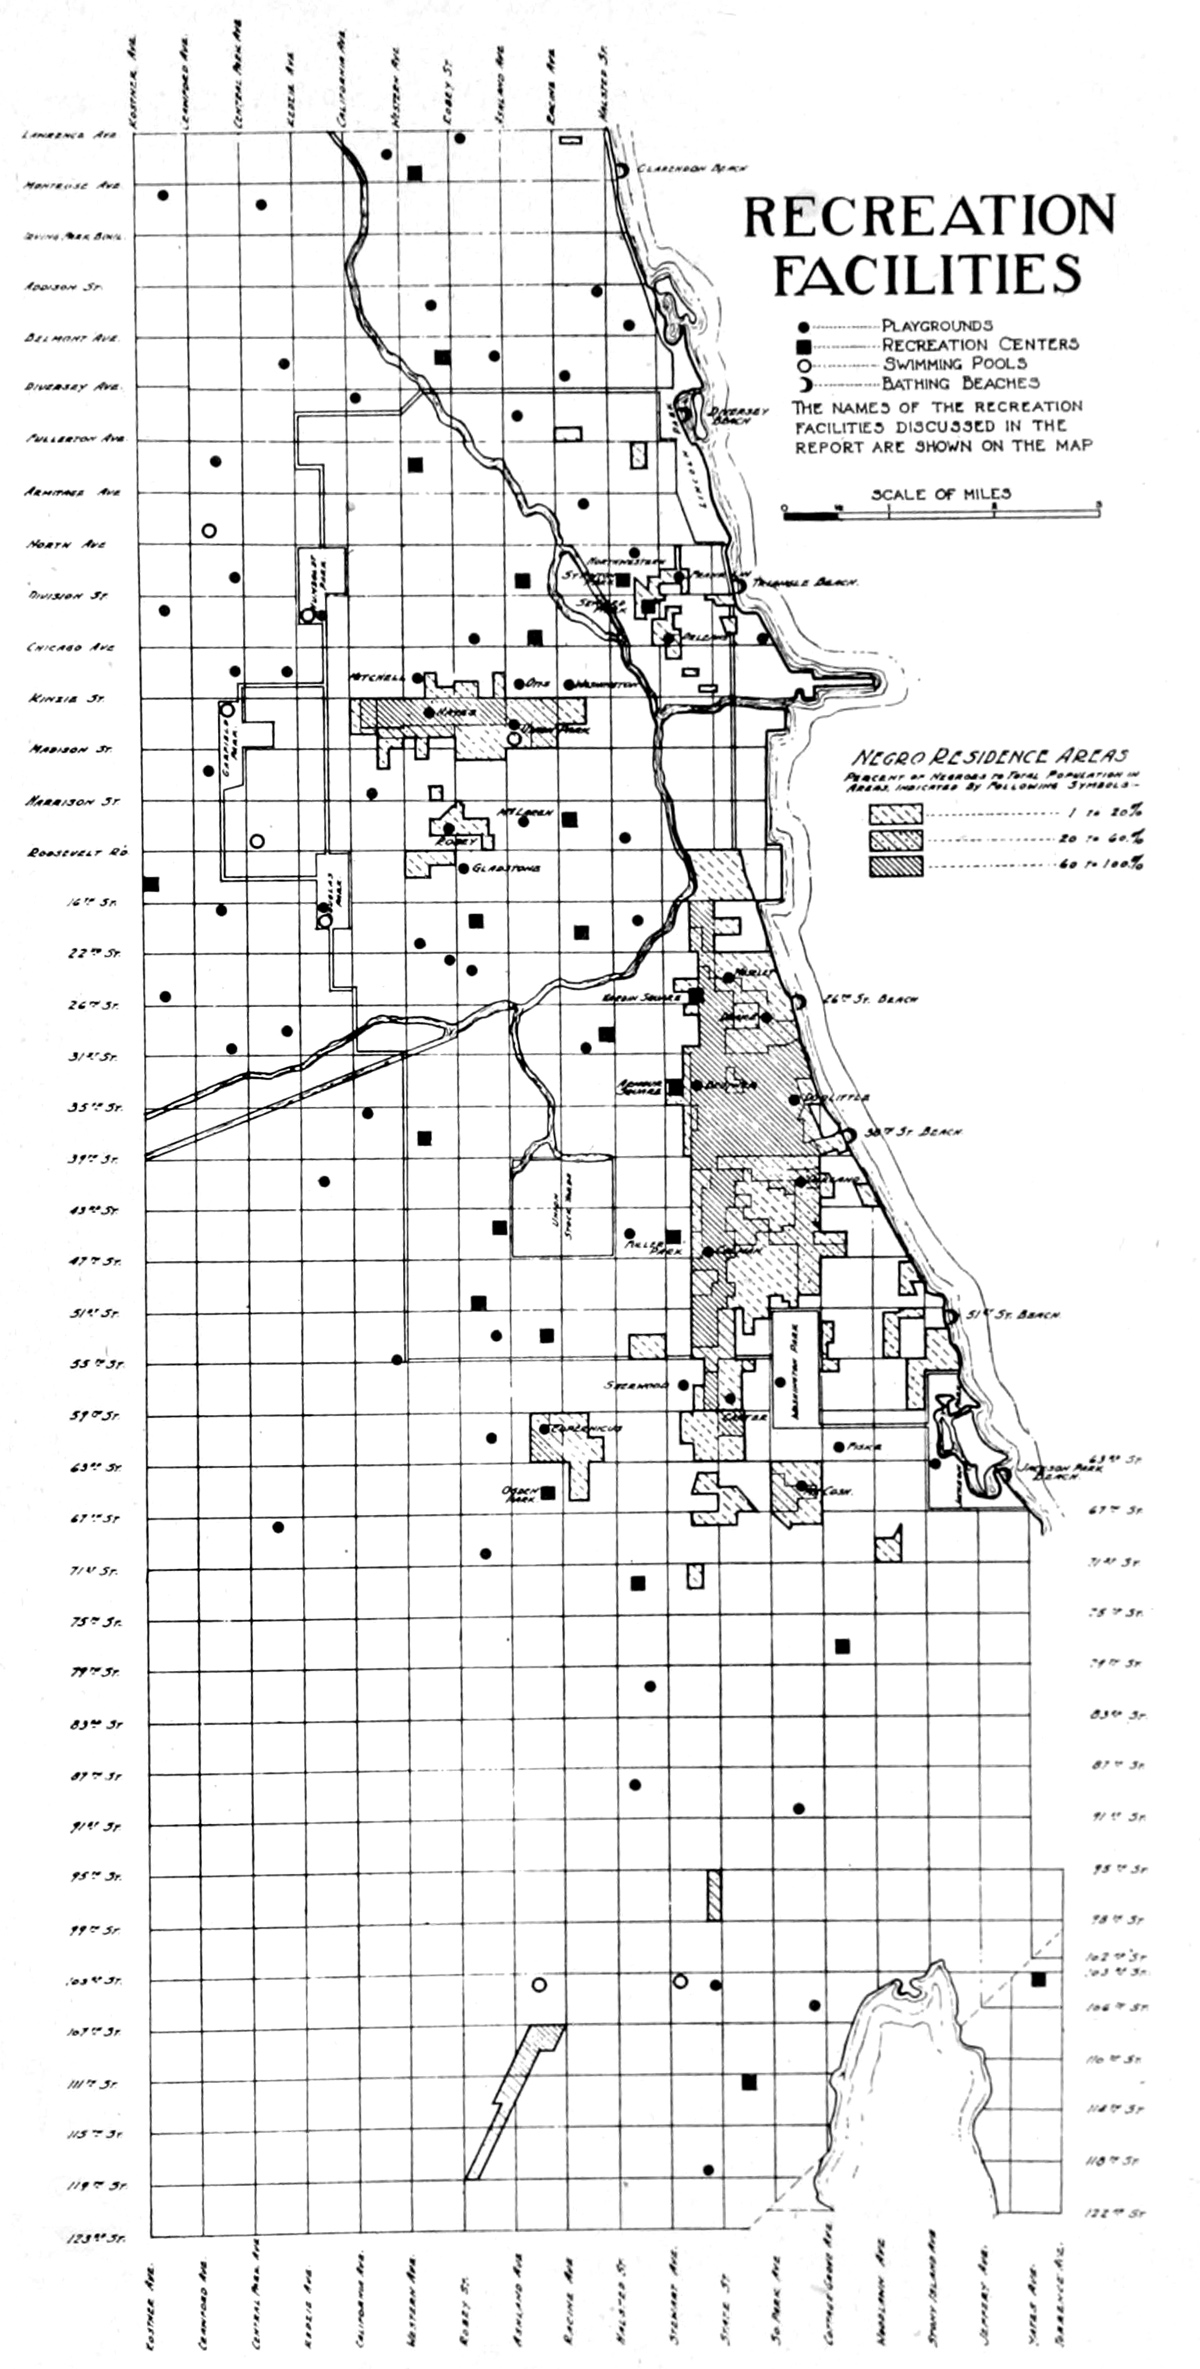 KOSTNER AVE.
CRAWFORD AVE.
CENTRAL PARK AVE
KEDZIE AVE
CALIFORNIA AVE.
WESTERN AVE
ROBEY ST.
ASHLAND AVE
RACINE AVE
HALSTED ST.
LAWRENCE AVE
MONTROSE AVE.
IRVING PARK BOUL.
ADDISON ST.
BELMONT AVE.
DIVERSEY AVE.
FULLERTON AVE.
ARMITAGE AVE
NORTH AVE
DIVISION ST.
CHICAGO AVE
KINZIE ST.
MADISON ST.
HARRISON ST.
ROOSEVELT RD.
16TH ST.
22ND ST.
26TH ST.
31ST ST.
35TH ST.
39TH ST.
43RD ST.
47TH ST.
51ST ST.
55TH ST.
59TH ST.
63RD ST.
67TH ST.
71ST ST.
75TH ST.
79TH ST.
83RD ST
87TH ST
91ST ST.
95TH ST.
99TH ST.
103RD ST.
107TH ST.
111TH ST.
115TH ST
119TH ST.
123RD ST.
RECREATION
FACILITIES
PLAYGROUNDS
RECREATION CENTERS
SWIMMING POOLS
BATHING BEACHES
THE NAMES OF THE RECREATION
FACILITIES DISCUSSED IN THE
REPORT ARE SHOWN ON THE MAP
SCALE OF MILES
NEGRO RESIDENCE AREAS
PERCENT OF NEGROES TO TOTAL POPULATION IN
AREAS, INDICATED BY FOLLOWING SYMBOLS:-
1 TO 20%
20 TO 60%
60 TO 100%
CLARENDON BEACH
DIVERSEY
BEACH
LINCOLN
PARK
NORTHWESTERN
STANTON
PARK
SEWARD
PARK
FRANKLIN
TRIANGLE BEACH.
ORLEANS
HUMBOLDT
PARK
MITCHELL
OTIS
WASHINGTON
HAYES
UNION PARK
GARFIELD
PARK.
MCLAREN
ROBEY
GLADSTONE
DOUGLAS
PARK.
MOSELEY
HARDIN SQUARE
DRAKE
26TH ST. BEACH
ARMOUR
SQUARE
BEUTNER
DOOLITTLE
38TH ST. BEACH
OAKLAND
UNION
STOCK YARDS
FULLER
PARK
COLMAN
51ST ST. BEACH
WASHINGTON PARK
SHERWOOD
CARTER
COPERNICUS
FISKE
JACKSON
JACKSON PARK
BEACH.
OGDEN
PARK
MCCOSH.
63RD ST
67TH ST.
71ST ST.
75TH ST.
79TH ST.
83RD ST.
87TH ST
91ST ST
95TH ST
98TH ST
102ND ST
103RD ST.
106TH ST.
110TH ST.
114TH ST.
118TH ST.
122ND ST
KOSTNER AVE.
CRAWFORD AVE
CENTRAL PARK AVE
KEDZIE AVE
CALIFORNIA AVE.
WESTERN AVE.
ROBEY ST.
ASHLAND AVE
RACINE AVE
HALSTED ST.
STEWART AVE.
STATE ST.
SO. PARK AVE
COTTAGE GROVE AVE
WOODLAWN AVE
STONY ISLAND AVE
JEFFERY AVE.
YATES AVE.
TORRENCE AVE.